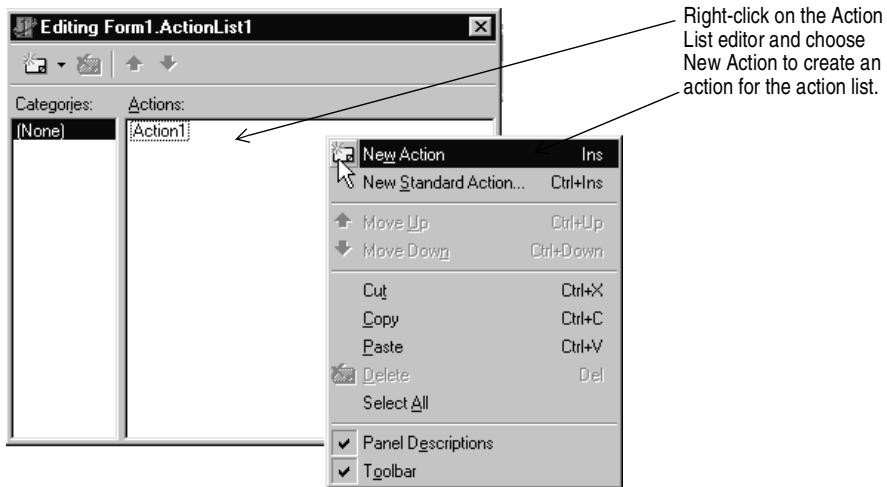 Editing Form1.ActionList1
Categories:
Actions:
(None)
Action1
New Action Ins
New Standard Action... Ctrl+Ins
Move Up Ctrl+Up
Move Down Ctrl+Down
Cut Ctrl+X
Copy Ctrl+C
Paste Ctrl+V
Delete Del
Select All
Panel Descriptions
Toolbar
Right-click on the Action
List editor and choose
New Action to create an
action for the action list.